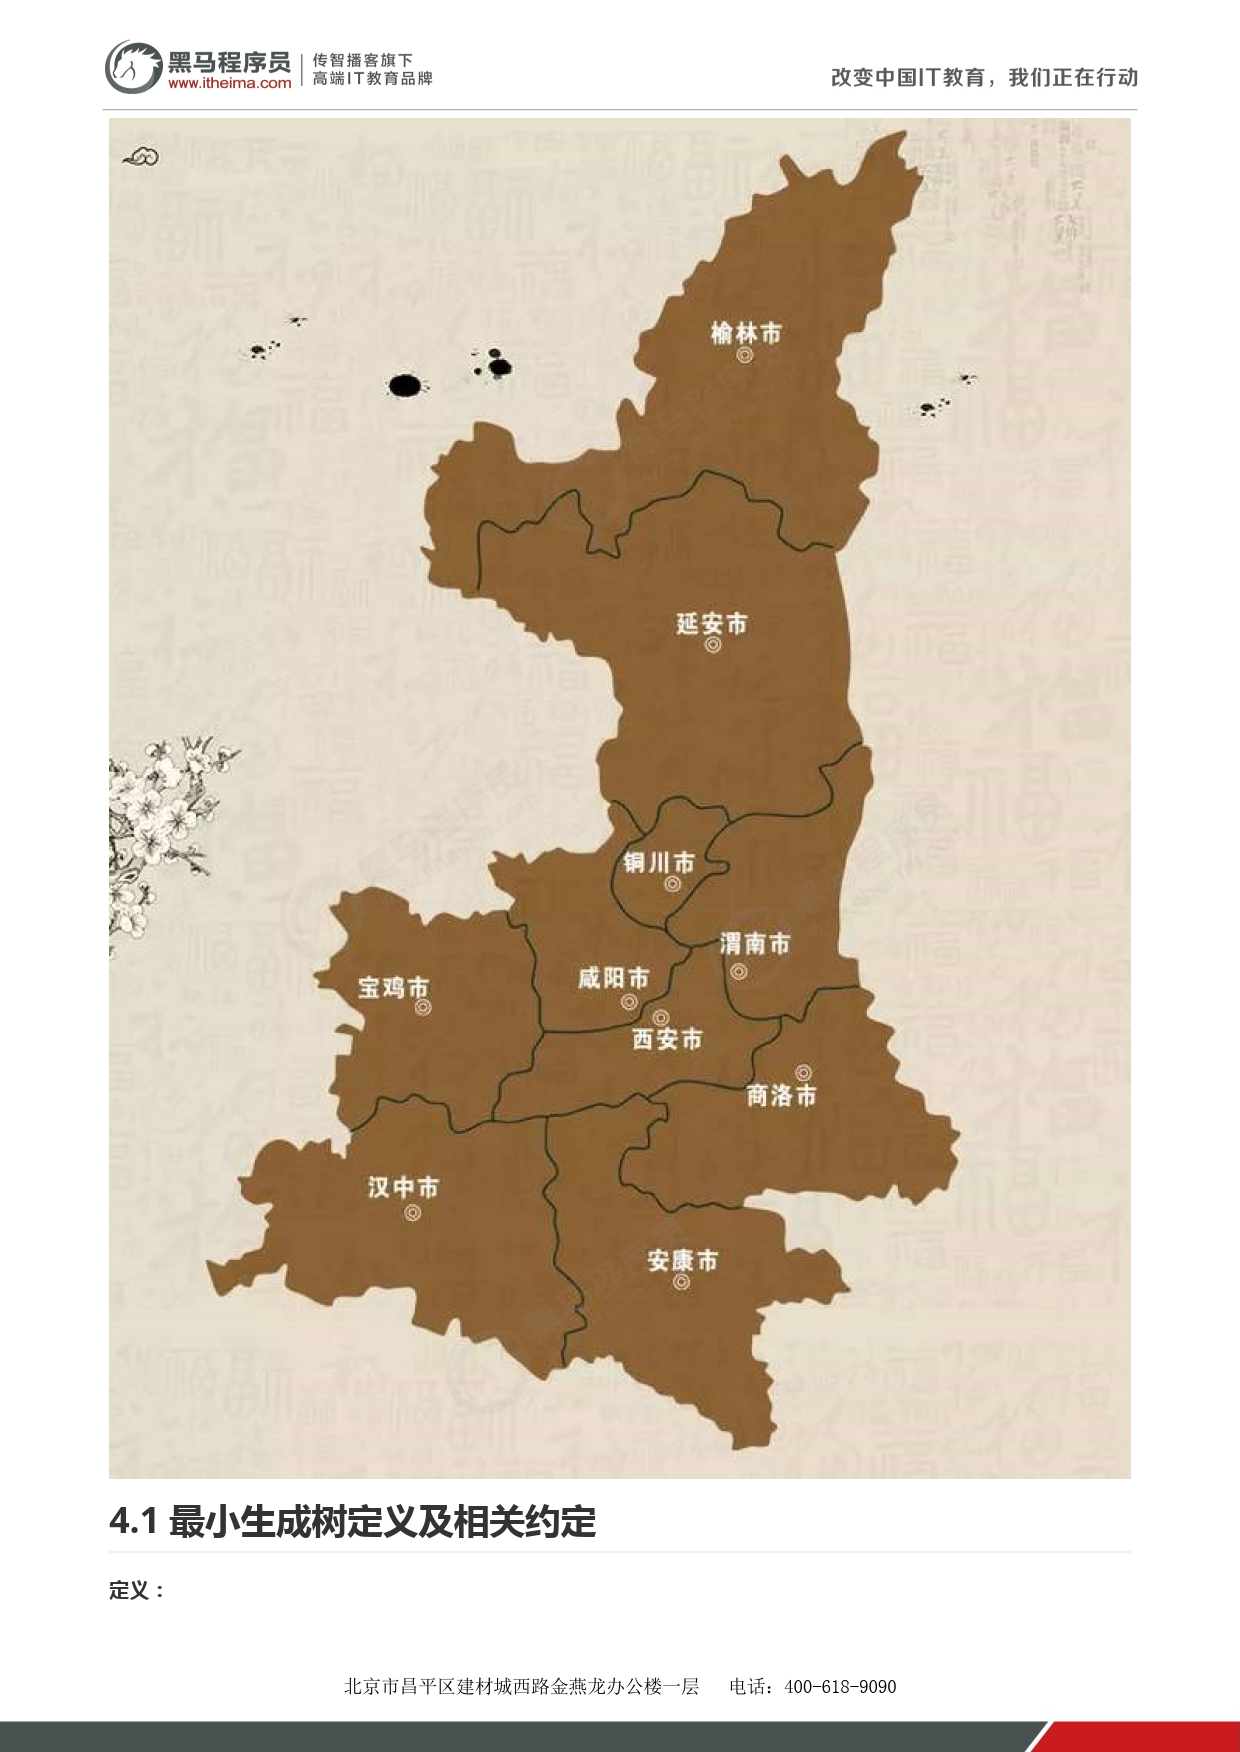 黑马程序员
www.itheima.com
传智播客旗下
高端IT教育品牌
改变中国IT教育，我们正在行动
榆林市
延安市
铜川市
渭南市
咸阳市
宝鸡市
西安市
商洛市
汉中市
安康市
4.1 最小生成树定义及相关约定
定义：
北京市昌平区建材城西路金燕龙办公楼一层 电话：400-618-9090